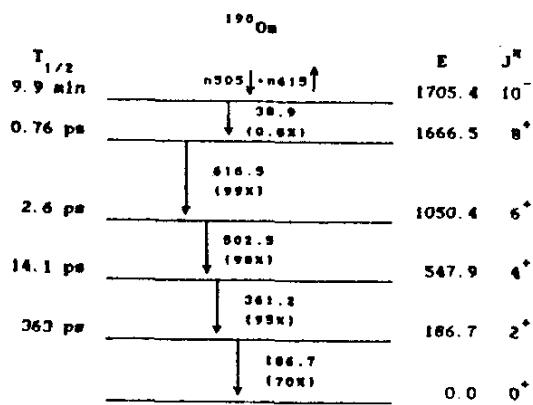 190Os
T1/2 E Jπ
n505↓·n615↑
9.9 min 1705.4 10-
38.9
(0.6%)
0.76 ps 1666.5 8+
616.5
(99%)
2.6 ps 1050.4 6+
502.5
(98%)
14.1 ps 547.9 4+
361.2
(95%)
363 ps 186.7 2+
186.7
(70%)
0.0 0+